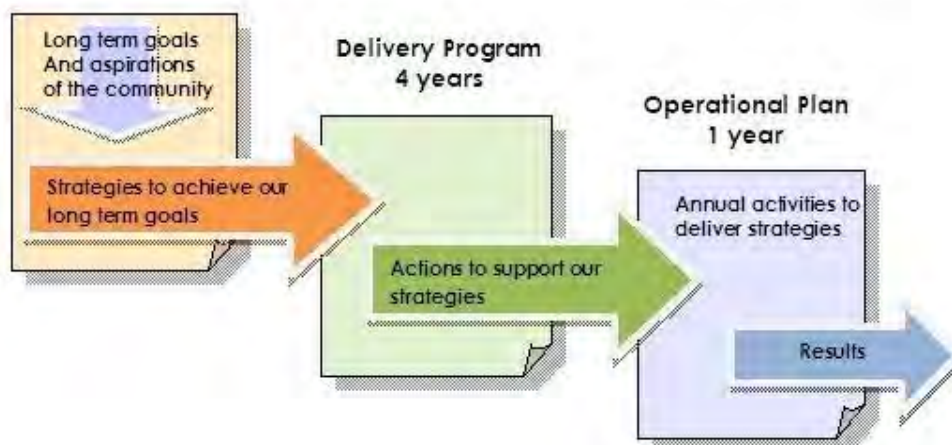 Long term goals
And aspirations
of the community
Strategies to achieve our
long term goals
Delivery Program
4 years
Actions to support our
strategies
Operational Plan
1 year
Annual activities to
deliver strategies
Results